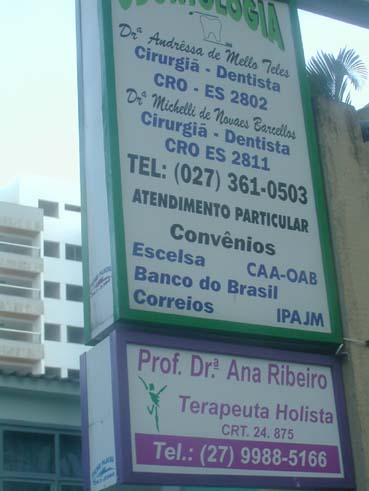 ODONTOLOGIA
Drª Andrêssa de Mello Teles
Cirurgiã - Dentista
CRO - ES 2802
Drª Michelli de Novaes Barcellos
Cirurgiã - Dentista
CRO ES 2811
TEL: (027) 361-0503
ATENDIMENTO PARTICULAR
Convênios
Escelsa CAA-OAB
Banco do Brasil
Correios IPAJM
Prof. Dr.ª Ana Ribeiro
Terapeuta Holista
CRT. 24. 875
Tel.: (27) 9988-5166